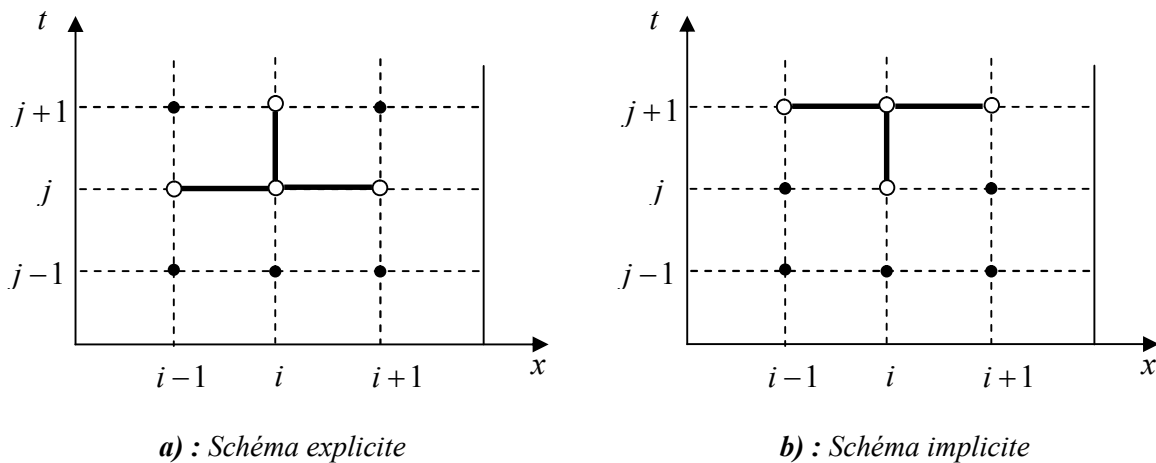 t
j+1
j
j−1
i−1 i i+1 x
a) : Schéma explicite
t
j+1
j
j−1
i−1 i i+1 x
b) : Schéma implicite